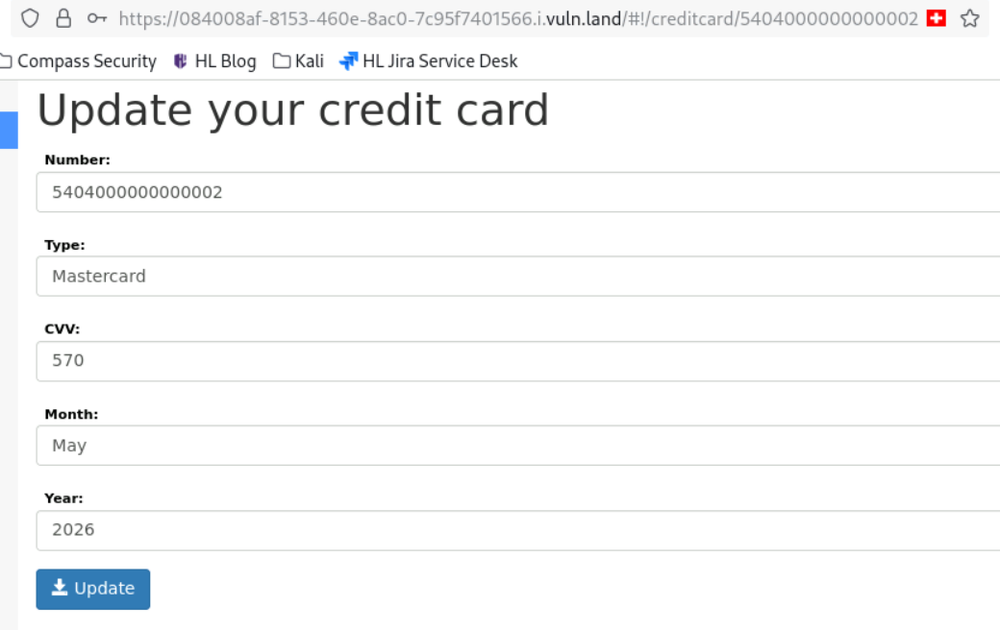 https://084008af-8153-460e-8ac0-7c95f7401566.i.vuln.land/#!/creditcard/5404000000000002
Compass Security HL Blog Kali HL Jira Service Desk
Update your credit card
Number:
5404000000000002
Type:
Mastercard
CVV:
570
Month:
May
Year:
2026
Update